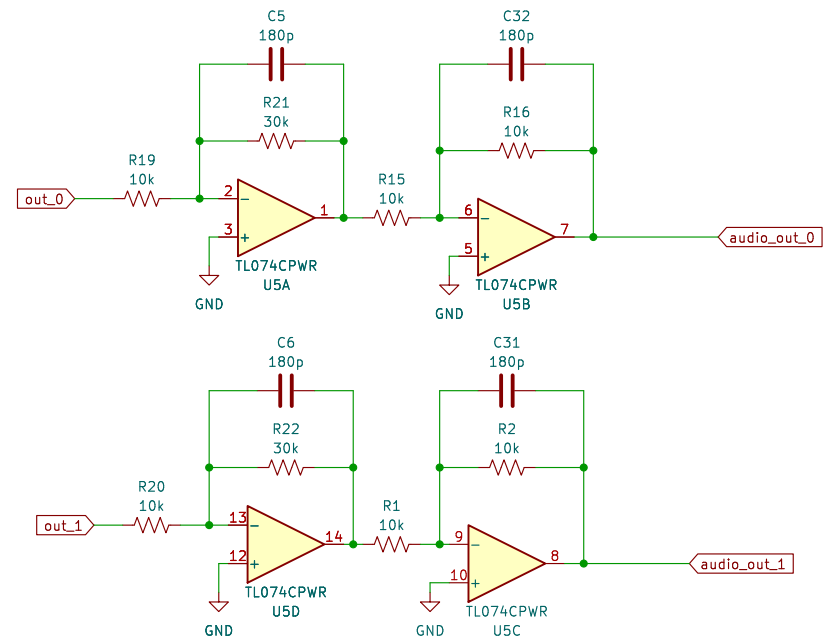 C5
180p
C32
180p
R21
30k
R16
10k
R19
10k
R15
10k
out_0
2
3
1
6
5
7
audio_out_0
TL074CPWR
U5A
TL074CPWR
U5B
GND
GND
C6
180p
C31
180p
R22
30k
R2
10k
R20
10k
R1
10k
out_1
13
12
14
9
10
8
audio_out_1
TL074CPWR
U5D
TL074CPWR
U5C
GND
GND